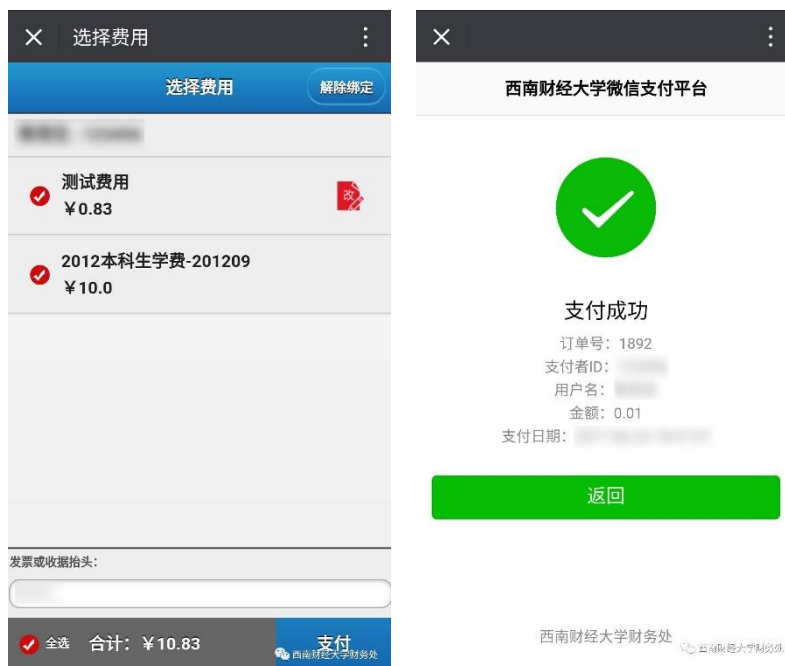 选择费用
选择费用
解除绑定
测试费用
¥0.83
改
2012本科生学费-201209
¥10.0
发票或收据抬头:
全选
合计: ¥10.83
支付
西南财经大学财务处
西南财经大学微信支付平台
支付成功
订单号: 1892
支付者ID:
用户名:
金额: 0.01
支付日期:
返回
西南财经大学财务处
西南财经大学财务处